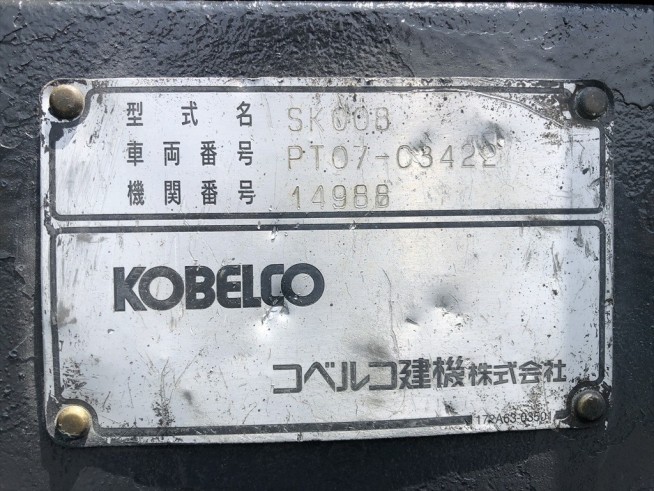 型式名 SK008
車両番号 PT07-03422
機関番号 14988
KOBELCO
コベルコ建機株式会社
172A63-03501